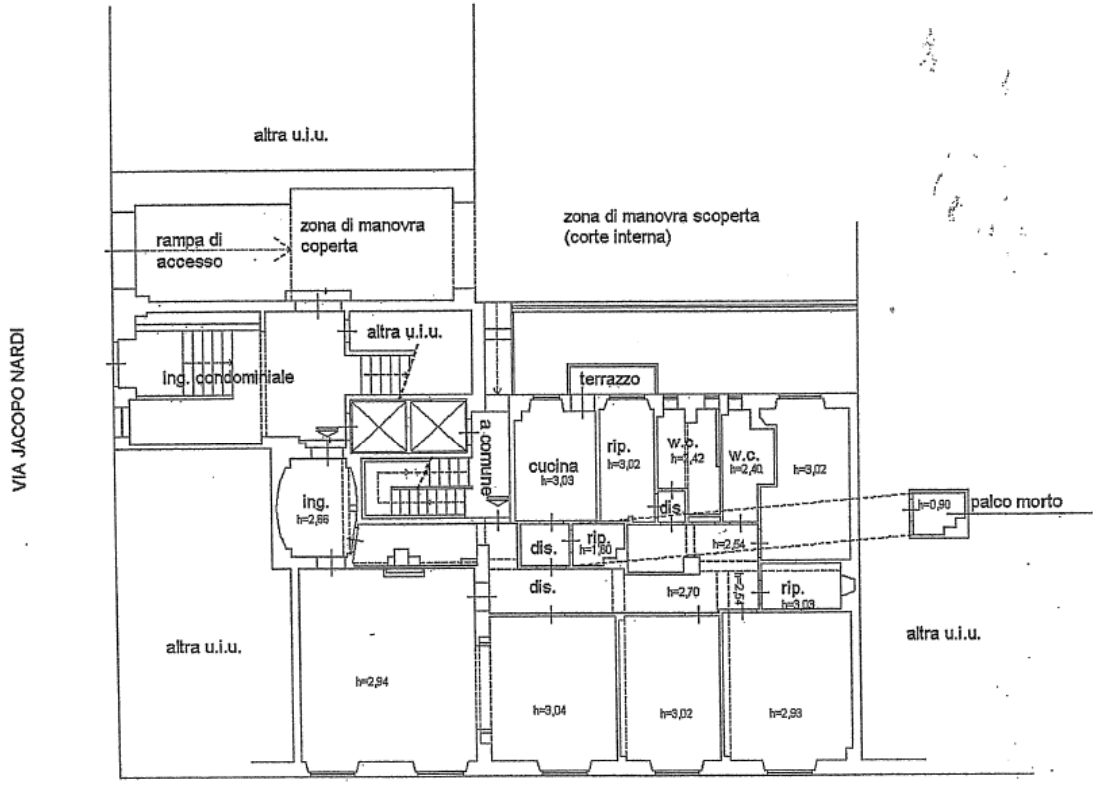 altra u.i.u.
rampa di
accesso
zona di manovra
coperta
zona di manovra scoperta
(corte interna)
VIA JACOPO NARDI
altra u.i.u.
ing. condominiale
terrazzo
a comune
cucina
h=3,03
rip.
h=3,02
w.c.
h=2,42
w.c.
h=2,40
h=3,02
ing.
h=2,66
dis.
h=0,90
palco morto
dis.
rip.
h=1,60
h=2,54
dis.
h=2,70
h=2,54
rip.
h=3,03
altra u.i.u.
altra u.i.u.
h=2,94
h=3,04
h=3,02
h=2,93